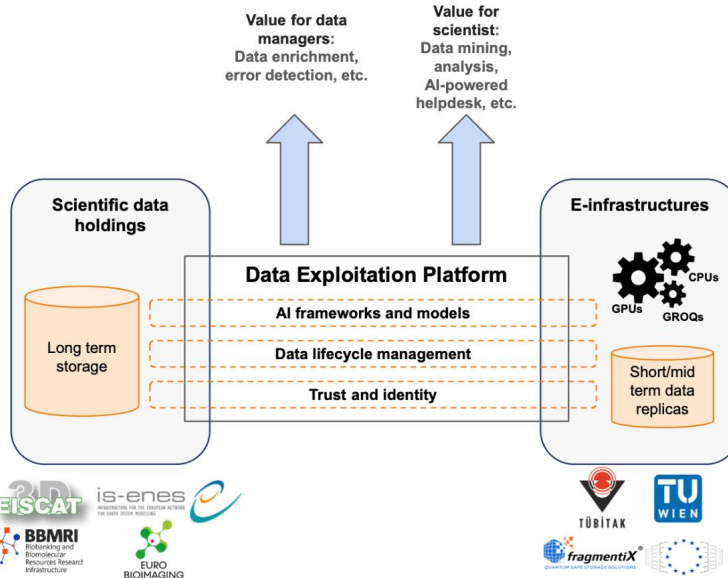 Value for data
managers:
Data enrichment,
error detection, etc.
Value for
scientist:
Data mining,
analysis,
AI-powered
helpdesk, etc.
Scientific data
holdings
E-infrastructures
Data Exploitation Platform
CPUs
GPUs
GROQs
AI frameworks and models
Long term
storage
Data lifecycle management
Short/mid
term data
replicas
Trust and identity
3D
EISCAT
is-enes
INFRASTRUCTURE FOR THE EUROPEAN NETWORK
FOR EARTH SYSTEM MODELLING
BBMRI
Biobanking and
Biomolecular
Resources Research
Infrastructure
EURO
BIOIMAGING
TÜBİTAK
TU
WIEN
fragmentiX
QUANTUM SAFE STORAGE SOLUTIONS